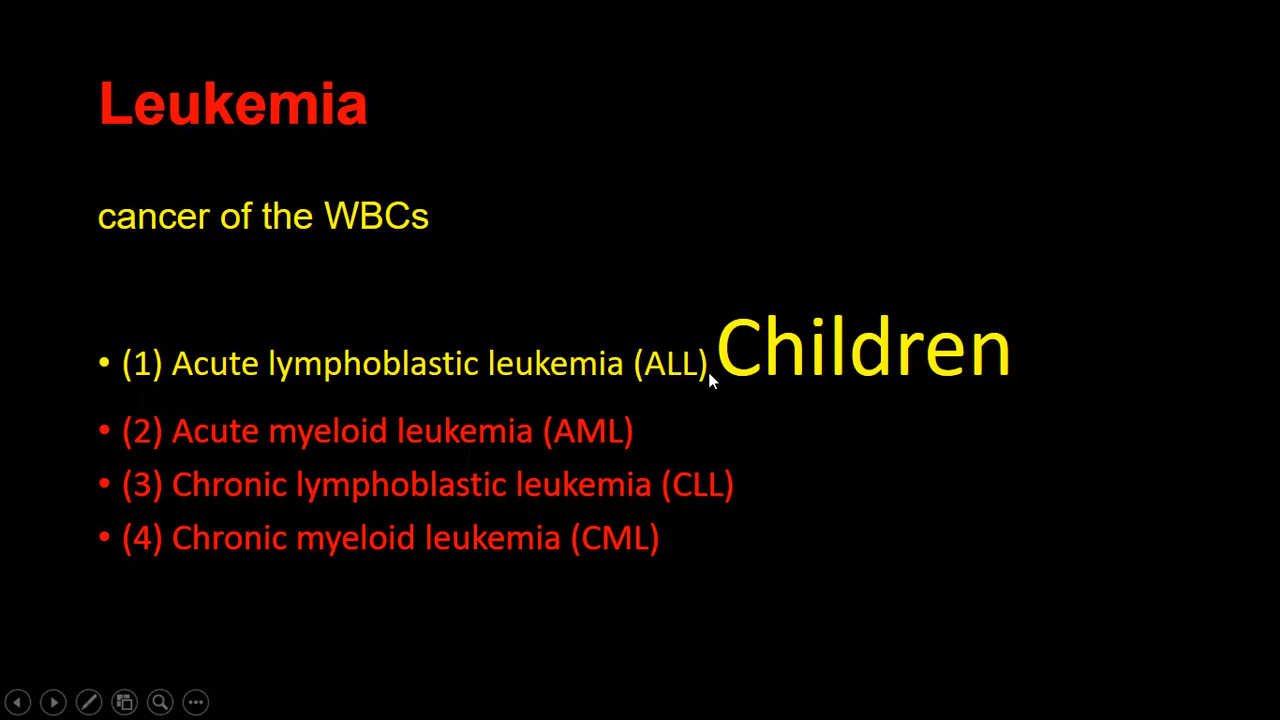 Leukemia
cancer of the WBCs
• (1) Acute lymphoblastic leukemia (ALL) Children
• (2) Acute myeloid leukemia (AML)
• (3) Chronic lymphoblastic leukemia (CLL)
• (4) Chronic myeloid leukemia (CML)